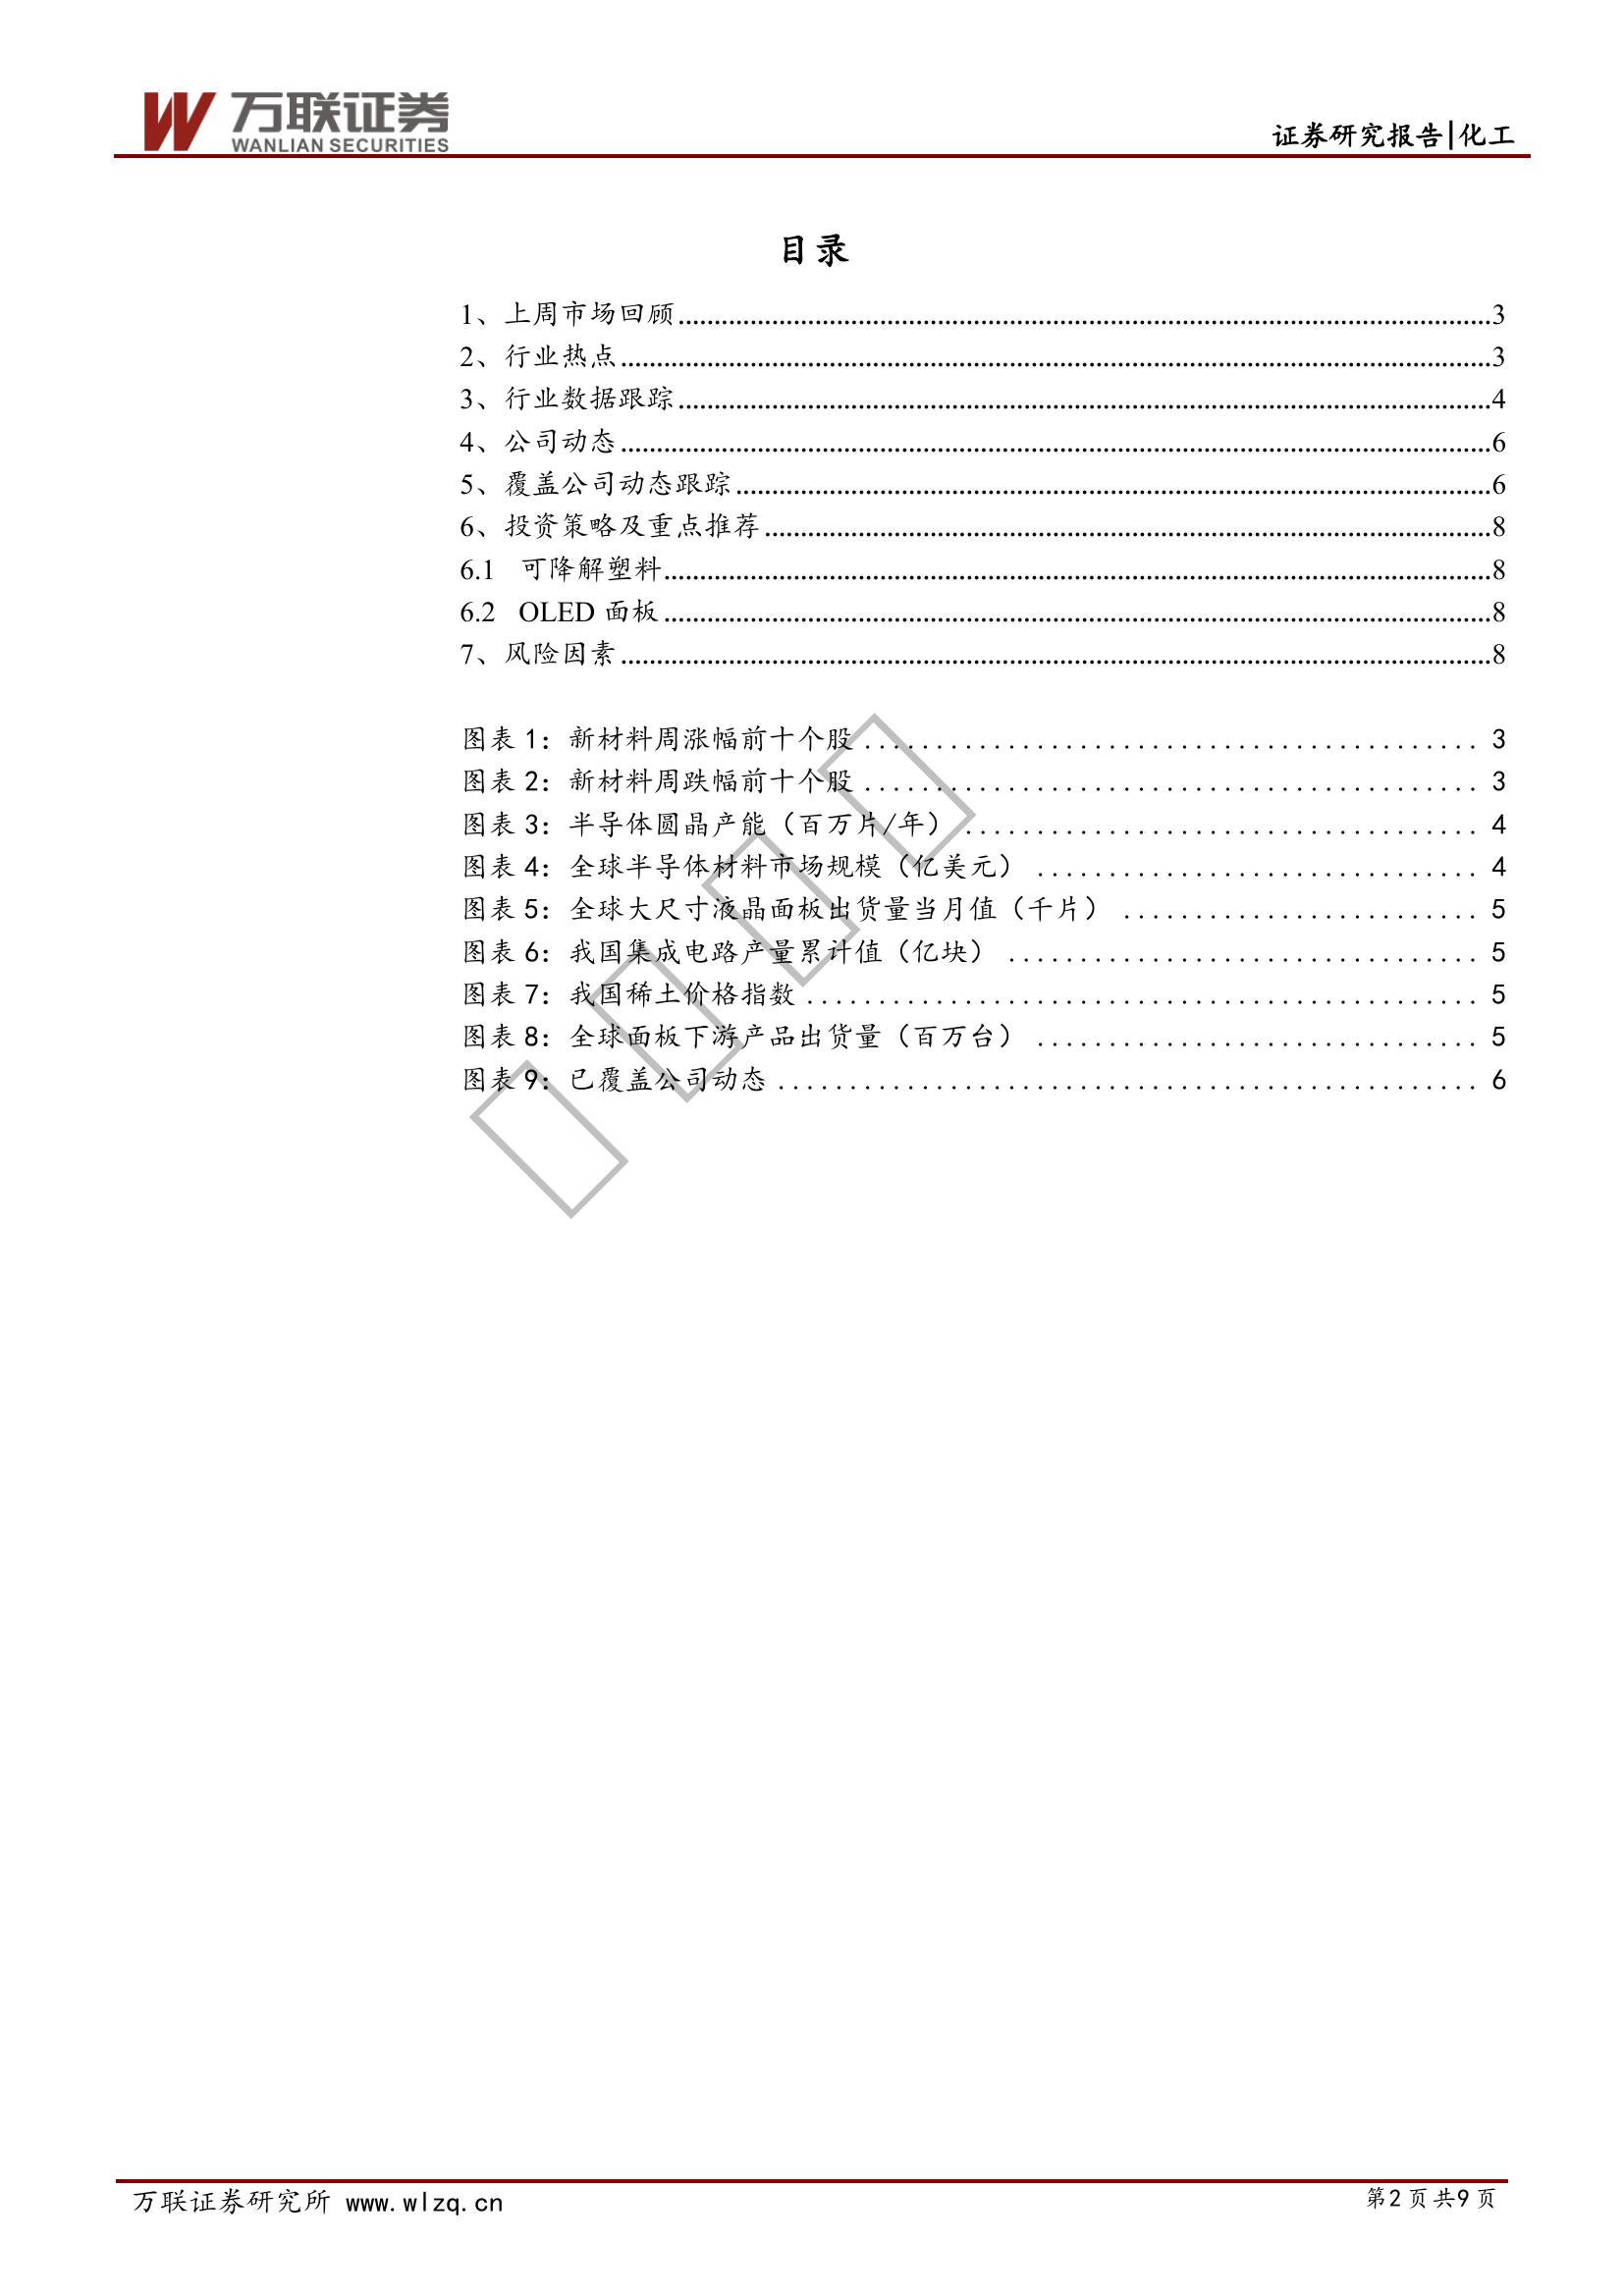 万联证券
WANLIAN SECURITIES
证券研究报告|化工
目录
1、上周市场回顾................................................................3
2、行业热点................................................................3
3、行业数据跟踪................................................................4
4、公司动态................................................................6
5、覆盖公司动态跟踪................................................................6
6、投资策略及重点推荐................................................................8
6.1 可降解塑料................................................................8
6.2 OLED 面板................................................................8
7、风险因素................................................................8
图表 1：新材料周涨幅前十个股........................................... 3
图表 2：新材料周跌幅前十个股........................................... 3
图表 3：半导体圆晶产能（百万片/年）.................................... 4
图表 4：全球半导体材料市场规模（亿美元）............................... 4
图表 5：全球大尺寸液晶面板出货量当月值（千片）......................... 5
图表 6：我国集成电路产量累计值（亿块）................................. 5
图表 7：我国稀土价格指数............................................... 5
图表 8：全球面板下游产品出货量（百万台）............................... 5
图表 9：已覆盖公司动态................................................. 6
万联证券研究所 www.wlzq.cn
第2页共9页